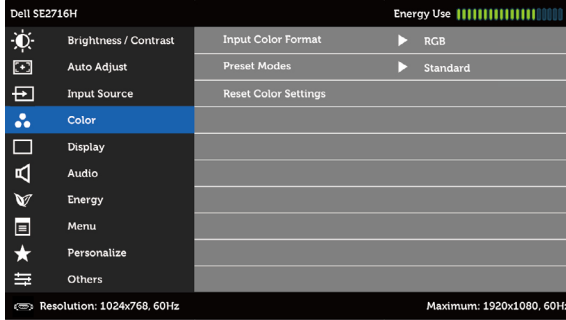 Dell SE2716H Energy Use
Brightness / Contrast Input Color Format RGB
Auto Adjust Preset Modes Standard
Input Source Reset Color Settings
Color
Display
Audio
Energy
Menu
Personalize
Others
Resolution: 1024x768, 60Hz Maximum: 1920x1080, 60Hz